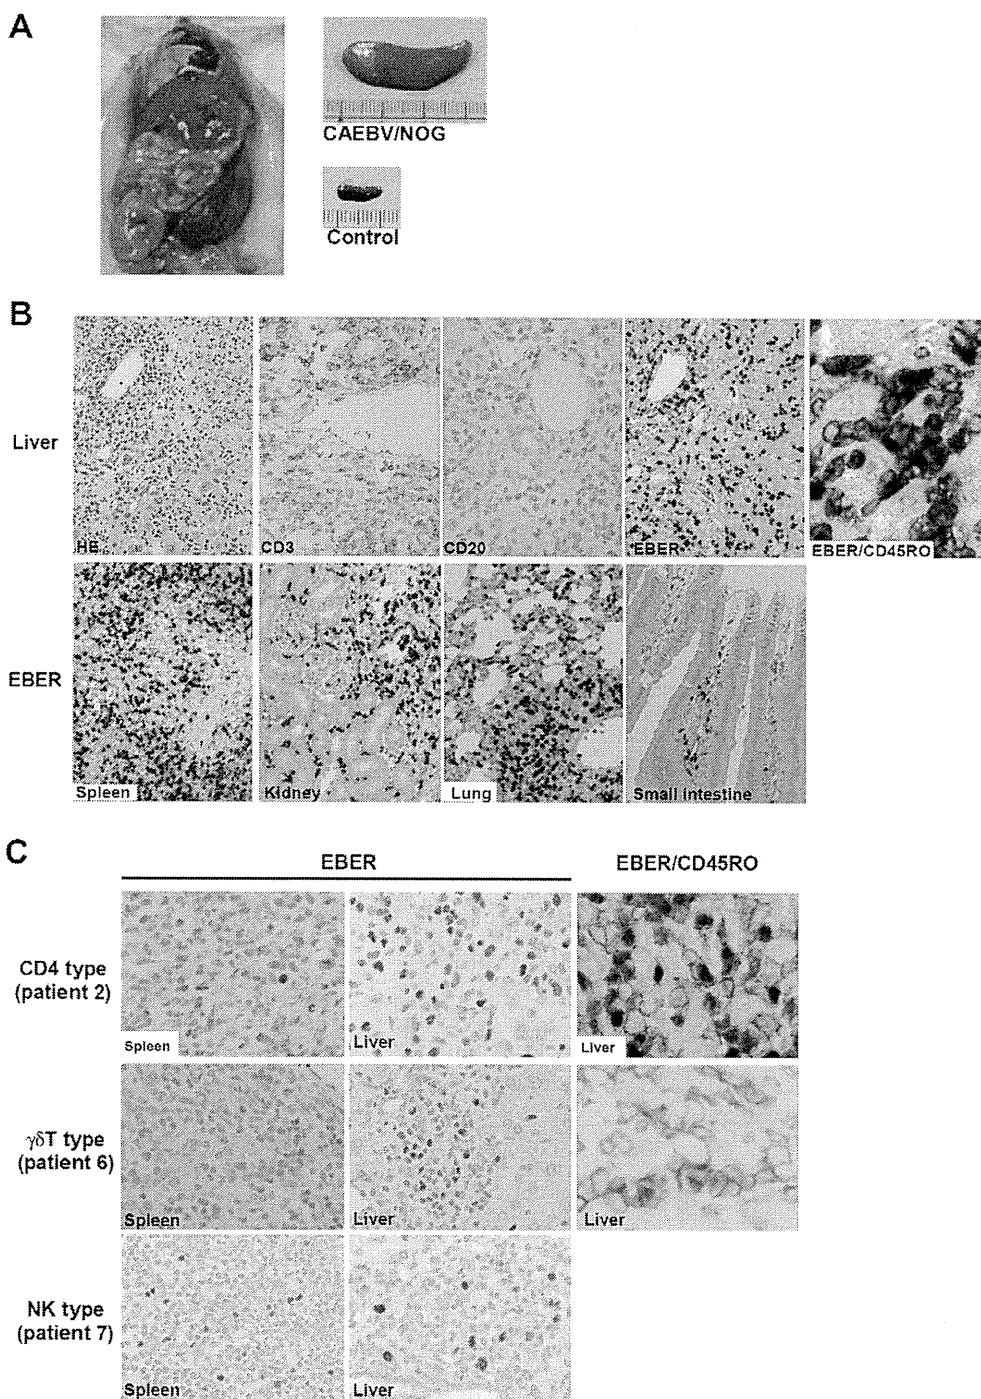 A
CAEBV/NOG
Control
B
Liver
HE
CD3
CD20
EBER
EBER/CD45RO
EBER
Spleen
Kidney
Lung
Small intestine
C
EBER
EBER/CD45RO
CD4 type
(patient 2)
Spleen
Liver
Liver
γδT type
(patient 6)
Spleen
Liver
Liver
NK type
(patient 7)
Spleen
Liver